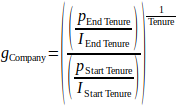 g_Company = ( ( p_End Tenure / I_End Tenure ) / ( p_Start Tenure / I_Start Tenure ) )^( 1 / Tenure )